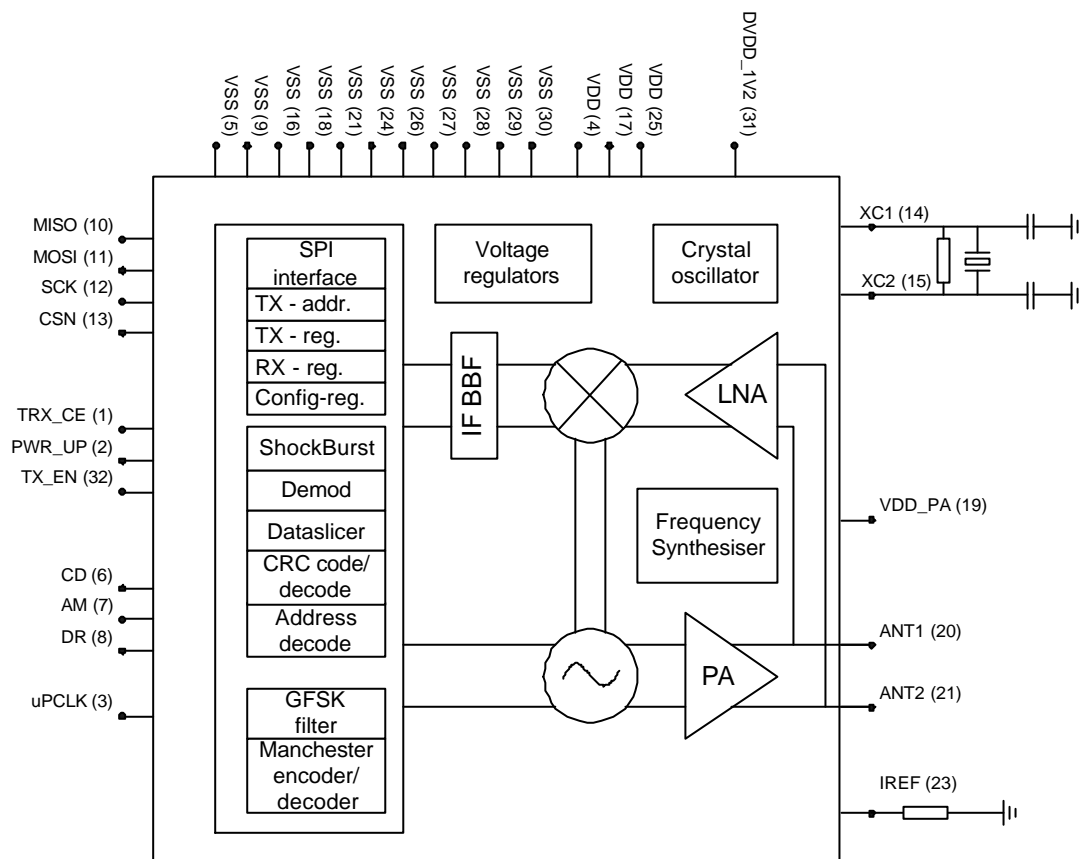 VSS (5)
VSS (9)
VSS (16)
VSS (18)
VSS (21)
VSS (24)
VSS (26)
VSS (27)
VSS (28)
VSS (29)
VSS (30)
VDD (4)
VDD (17)
VDD (25)
DVDD_1V2 (31)
MISO (10)
MOSI (11)
SCK (12)
CSN (13)
TRX_CE (1)
PWR_UP (2)
TX_EN (32)
CD (6)
AM (7)
DR (8)
uPCLK (3)
SPI
interface
TX - addr.
TX - reg.
RX - reg.
Config-reg.
ShockBurst
Demod
Dataslicer
CRC code/
decode
Address
decode
GFSK
filter
Manchester
encoder/
decoder
Voltage
regulators
Crystal
oscillator
IF BBF
LNA
Frequency
Synthesiser
PA
XC1 (14)
XC2 (15)
VDD_PA (19)
ANT1 (20)
ANT2 (21)
IREF (23)